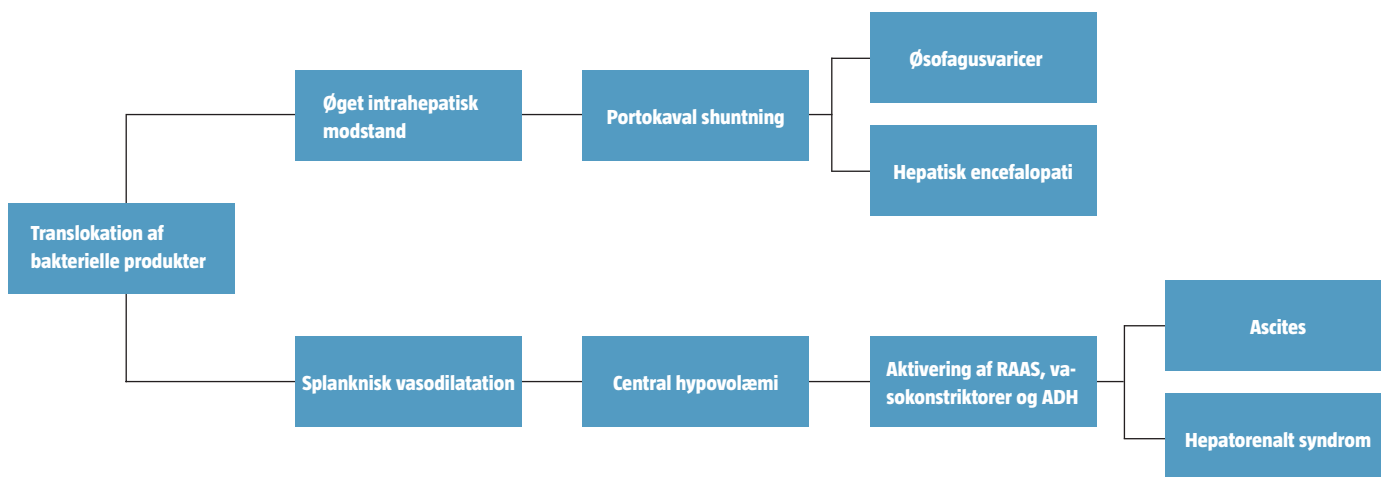 Translokation af
bakterielle produkter
Øget intrahepatisk
modstand
Portokaval shuntning
Øsofagusvaricer
Hepatisk encefalopati
Splanknisk vasodilatation
Central hypovolæmi
Aktivering af RAAS, va-
sokonstriktorer og ADH
Ascites
Hepatorenalt syndrom